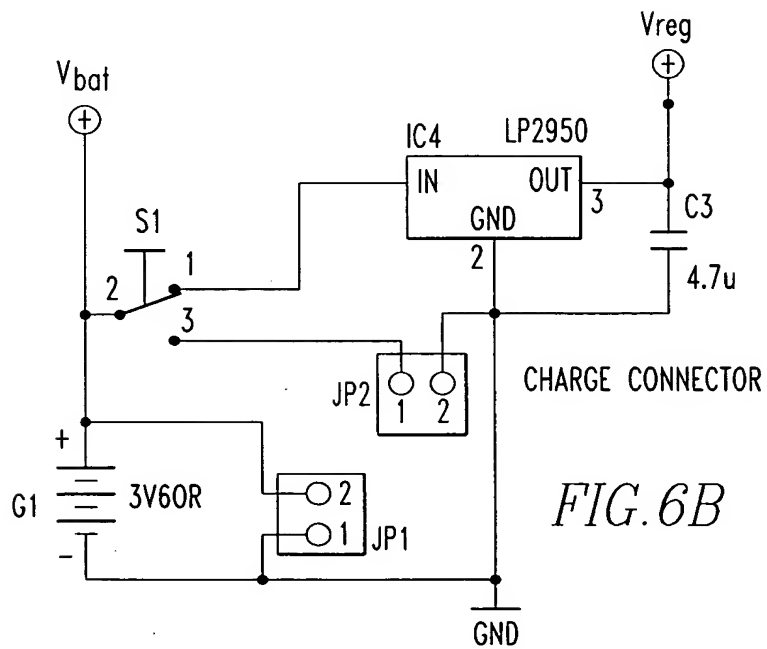 Vreg
Vbat
IC4 LP2950
IN OUT
3
GND
2
C3
4.7u
S1
1
2
3
JP2
1 2
CHARGE CONNECTOR
+
G1
3V60R
-
2
1
JP1
FIG.6B
GND